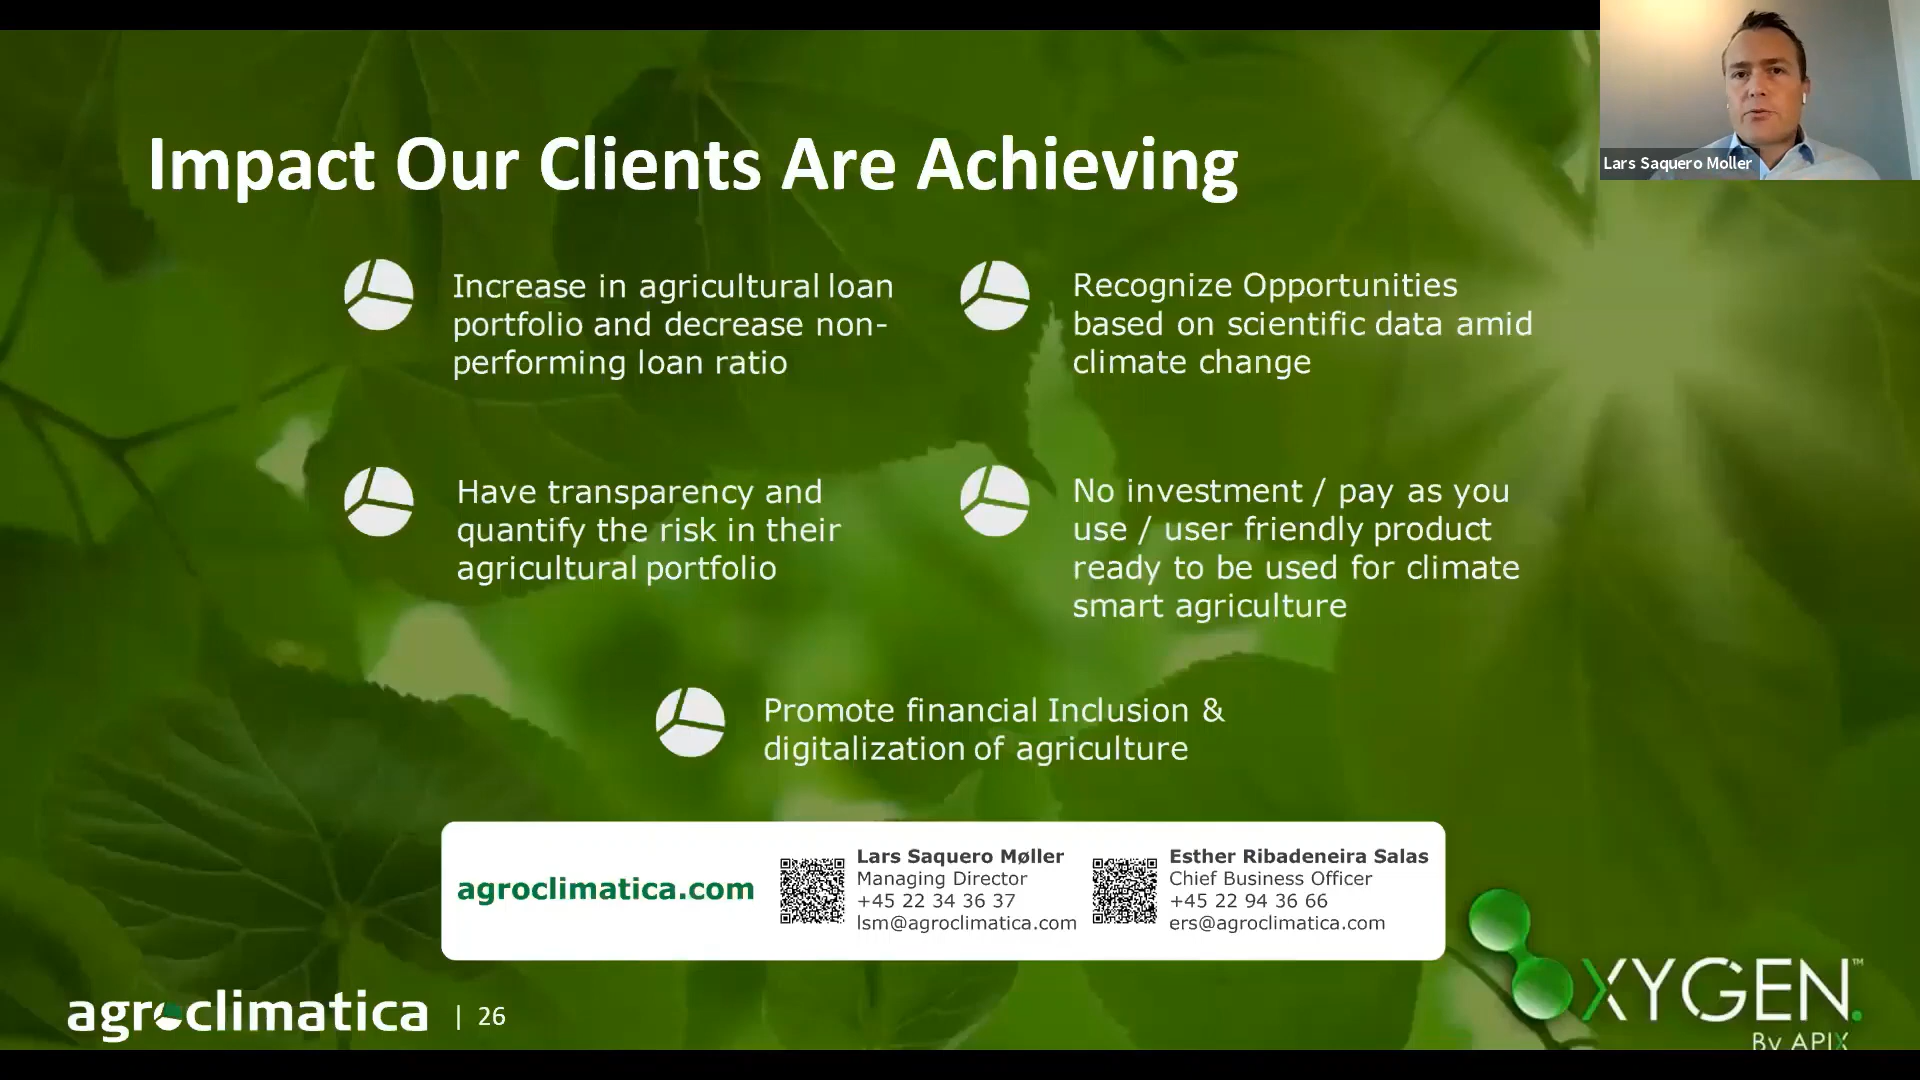 Lars Saquero Moller
Impact Our Clients Are Achieving
Increase in agricultural loan
portfolio and decrease non-
performing loan ratio
Recognize Opportunities
based on scientific data amid
climate change
Have transparency and
quantify the risk in their
agricultural portfolio
No investment / pay as you
use / user friendly product
ready to be used for climate
smart agriculture
Promote financial Inclusion &
digitalization of agriculture
agroclimatica.com
Lars Saquero Møller
Managing Director
+45 22 34 36 37
lsm@agroclimatica.com
Esther Ribadeneira Salas
Chief Business Officer
+45 22 94 36 66
ers@agroclimatica.com
agroclimatica | 26
OXYGEN.™
By APIX